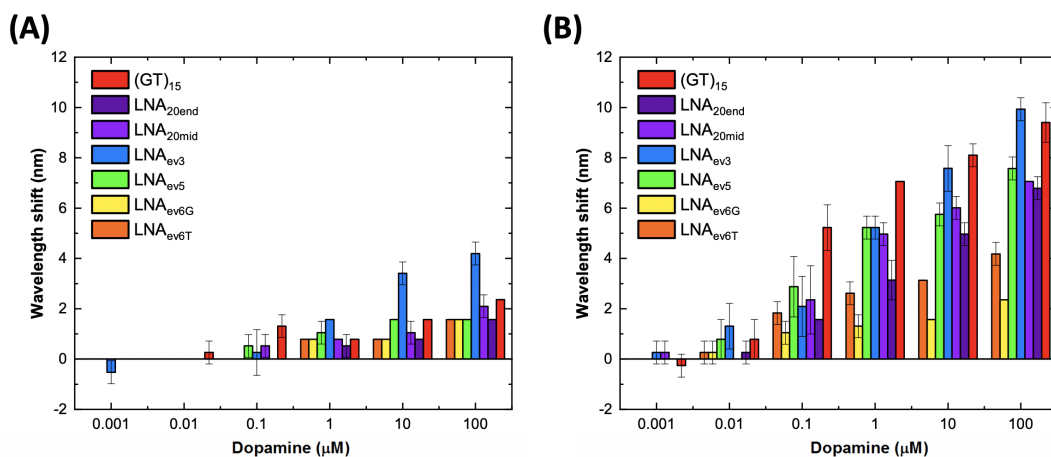 (A)
Wavelength shift (nm)
12
10
8
6
4
2
0
-2
(GT)15
LNA20end
LNA20mid
LNAev3
LNAev5
LNAev6G
LNAev6T
0.001 0.01 0.1 1 10 100
Dopamine (μM)
(B)
Wavelength shift (nm)
12
10
8
6
4
2
0
-2
(GT)15
LNA20end
LNA20mid
LNAev3
LNAev5
LNAev6G
LNAev6T
0.001 0.01 0.1 1 10 100
Dopamine (μM)